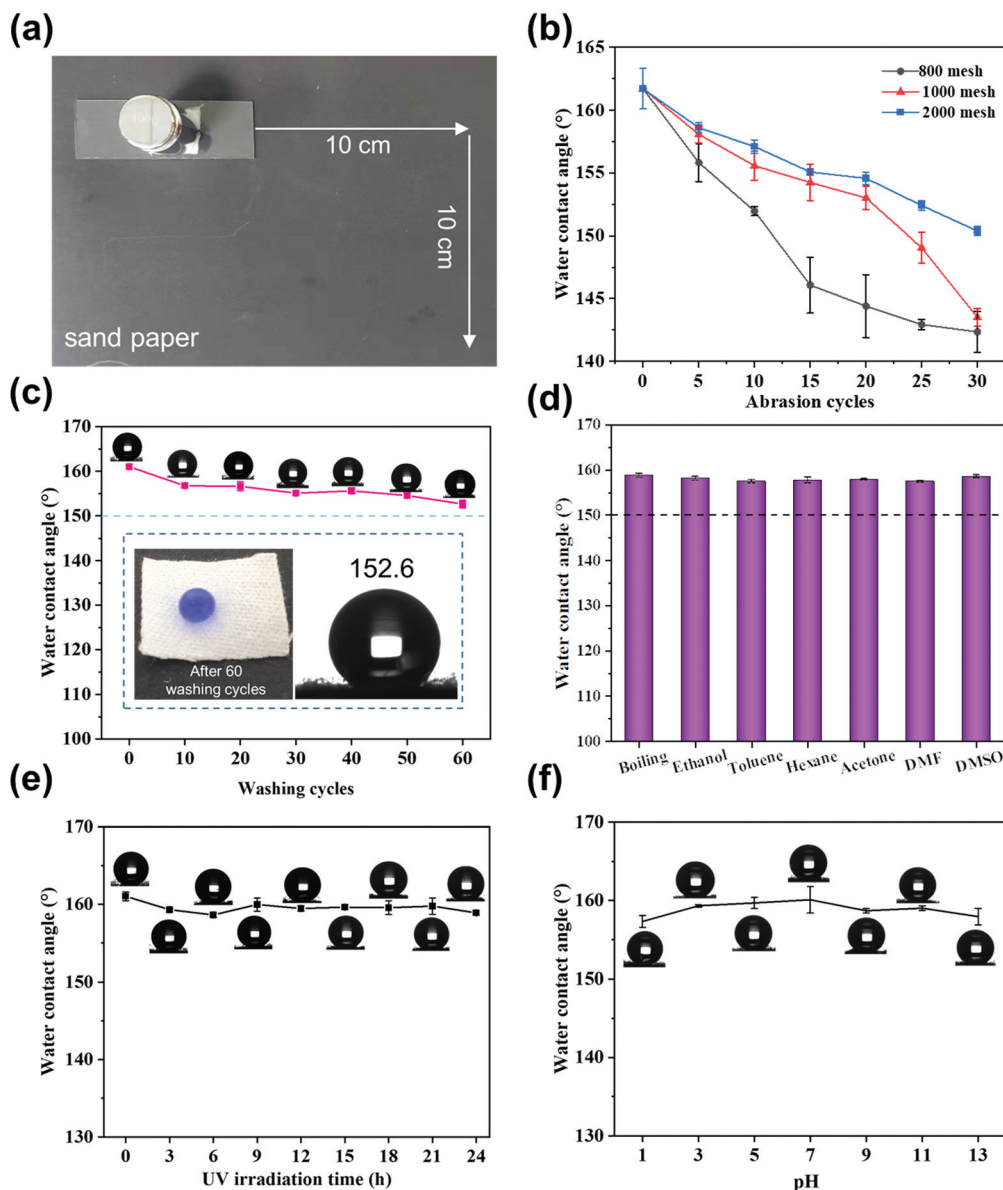 (a)
10 cm
10 cm
sand paper
(b)
Water contact angle (°)
165
160
155
150
145
140
800 mesh
1000 mesh
2000 mesh
0 5 10 15 20 25 30
Abrasion cycles
(c)
Water contact angle (°)
170
160
150
140
130
120
110
100
152.6
After 60
washing cycles
0 10 20 30 40 50 60
Washing cycles
(d)
Water contact angle (°)
170
160
150
140
130
120
110
100
Boiling Ethanol Toluene Hexane Acetone DMF DMSO
(e)
Water contact angle (°)
170
160
150
140
130
0 3 6 9 12 15 18 21 24
UV irradiation time (h)
(f)
Water contact angle (°)
170
160
150
140
130
1 3 5 7 9 11 13
pH